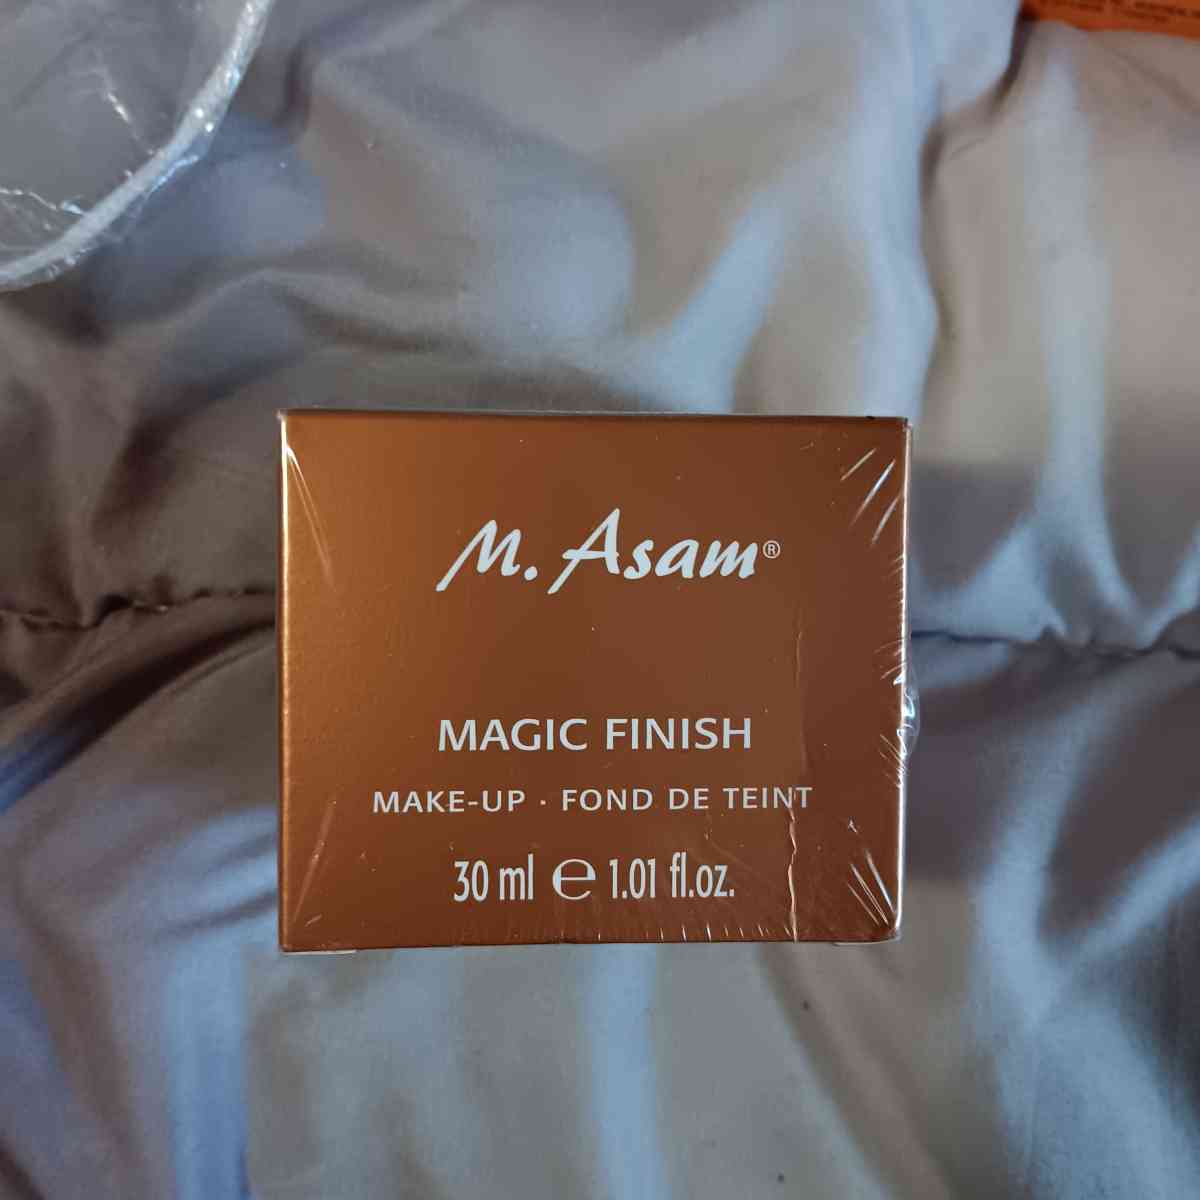 M. Asam®
MAGIC FINISH
MAKE-UP · FOND DE TEINT
30 ml ℮ 1.01 fl.oz.